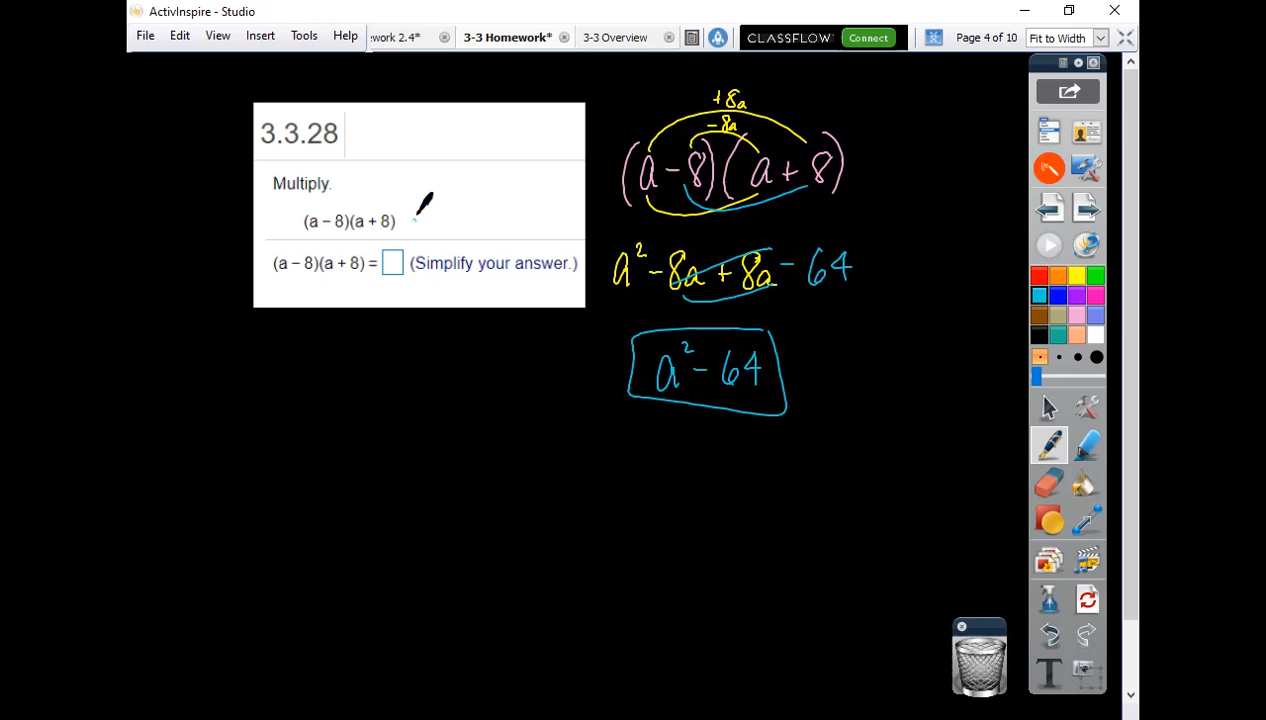 ActivInspire - Studio
File Edit View Insert Tools Help
ework 2.4* 3-3 Homework* 3-3 Overview CLASSFLOW Connect Page 4 of 10 Fit to Width
3.3.28
Multiply.
(a − 8)(a + 8)
(a − 8)(a + 8) = (Simplify your answer.)
+8a
-8a
(a - 8)(a + 8)
a² - 8a + 8a - 64
a² - 64
T